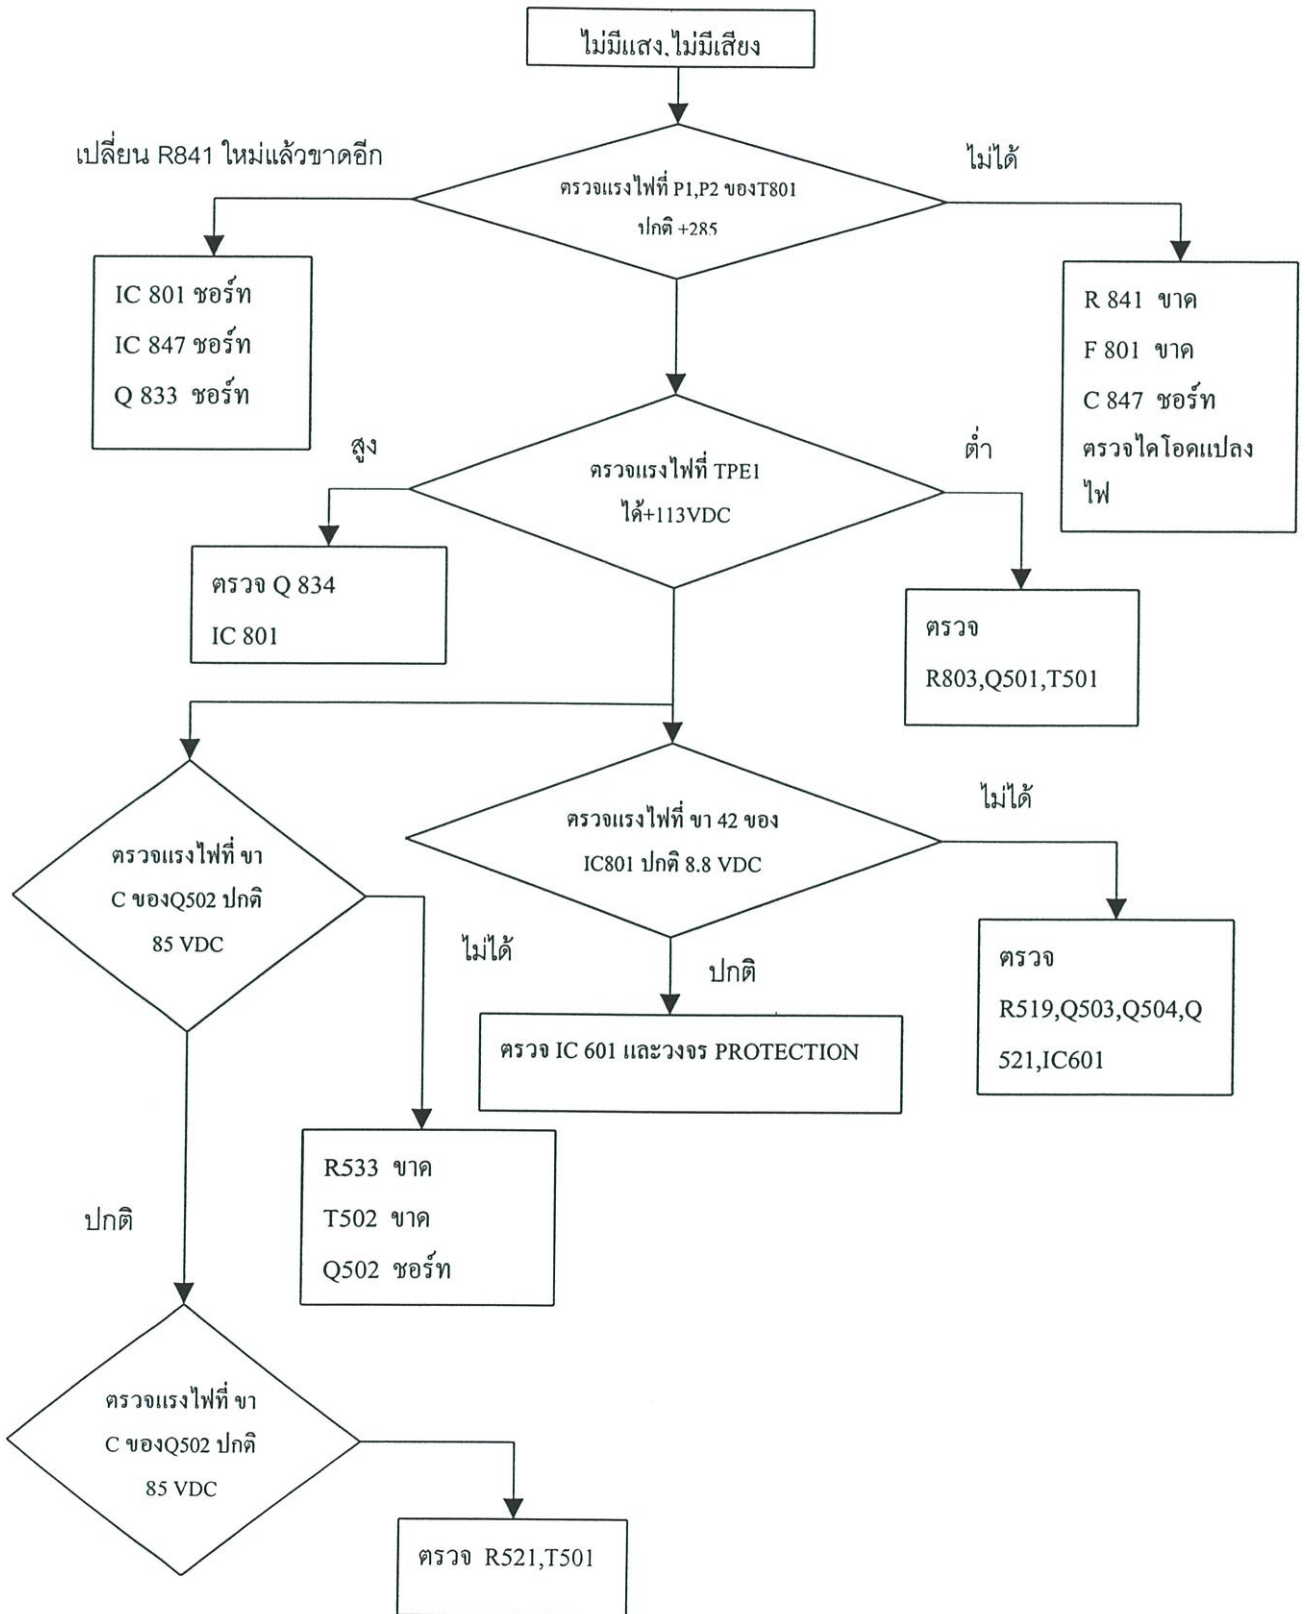 ไม่มีแสง.ไม่มีเสียง
เปลี่ยน R841 ใหม่แล้วขาดอีก
ไม่ได้
ตรวจแรงไฟที่ P1,P2 ของT801
ปกติ +285
IC 801 ชอร์ท
IC 847 ชอร์ท
Q 833 ชอร์ท
R 841 ขาด
F 801 ขาด
C 847 ชอร์ท
ตรวจไดโอดแปลง
ไฟ
สูง
ต่ำ
ตรวจแรงไฟที่ TPE1
ได้+113VDC
ตรวจ Q 834
IC 801
ตรวจ
R803,Q501,T501
ตรวจแรงไฟที่ ขา
C ของQ502 ปกติ
85 VDC
ตรวจแรงไฟที่ ขา 42 ของ
IC801 ปกติ 8.8 VDC
ไม่ได้
ไม่ได้
ปกติ
ตรวจ
R519,Q503,Q504,Q
521,IC601
ตรวจ IC 601 และวงจร PROTECTION
R533 ขาด
T502 ขาด
Q502 ชอร์ท
ปกติ
ตรวจแรงไฟที่ ขา
C ของQ502 ปกติ
85 VDC
ตรวจ R521,T501